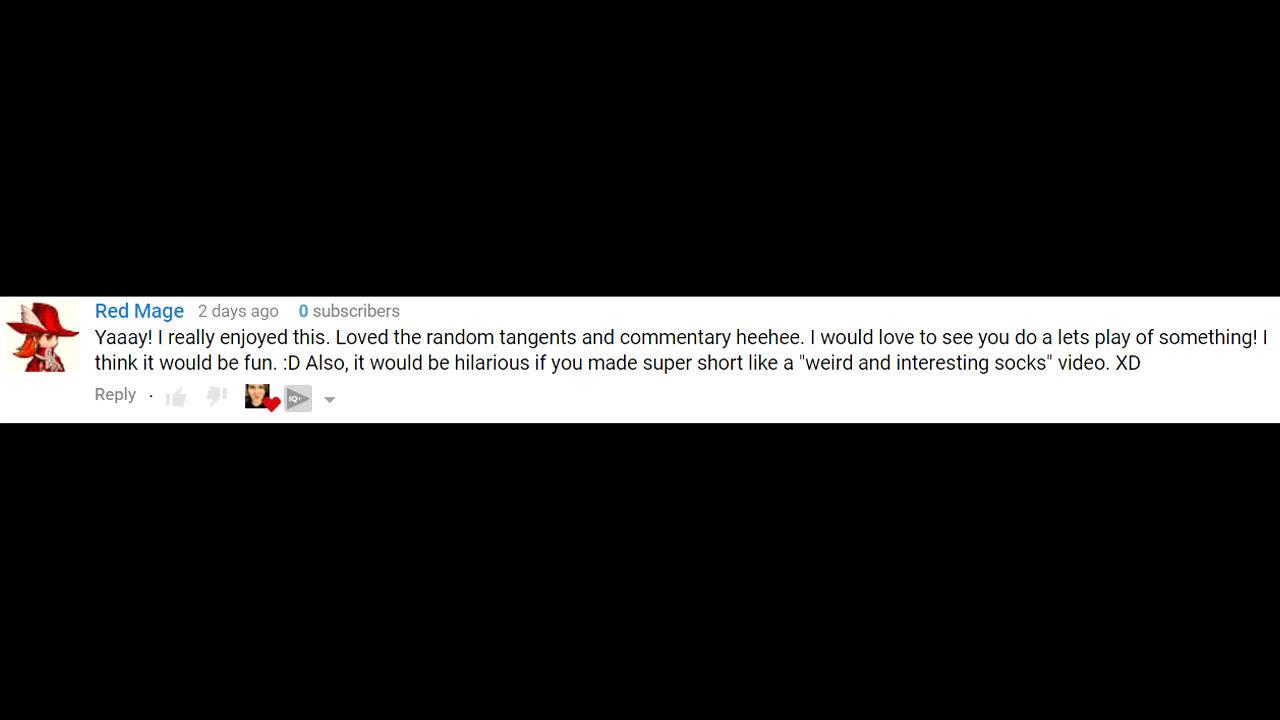 Red Mage 2 days ago 0 subscribers
Yaaay! I really enjoyed this. Loved the random tangents and commentary heehee. I would love to see you do a lets play of something! I
think it would be fun. :D Also, it would be hilarious if you made super short like a "weird and interesting socks" video. XD
Reply · IQ+